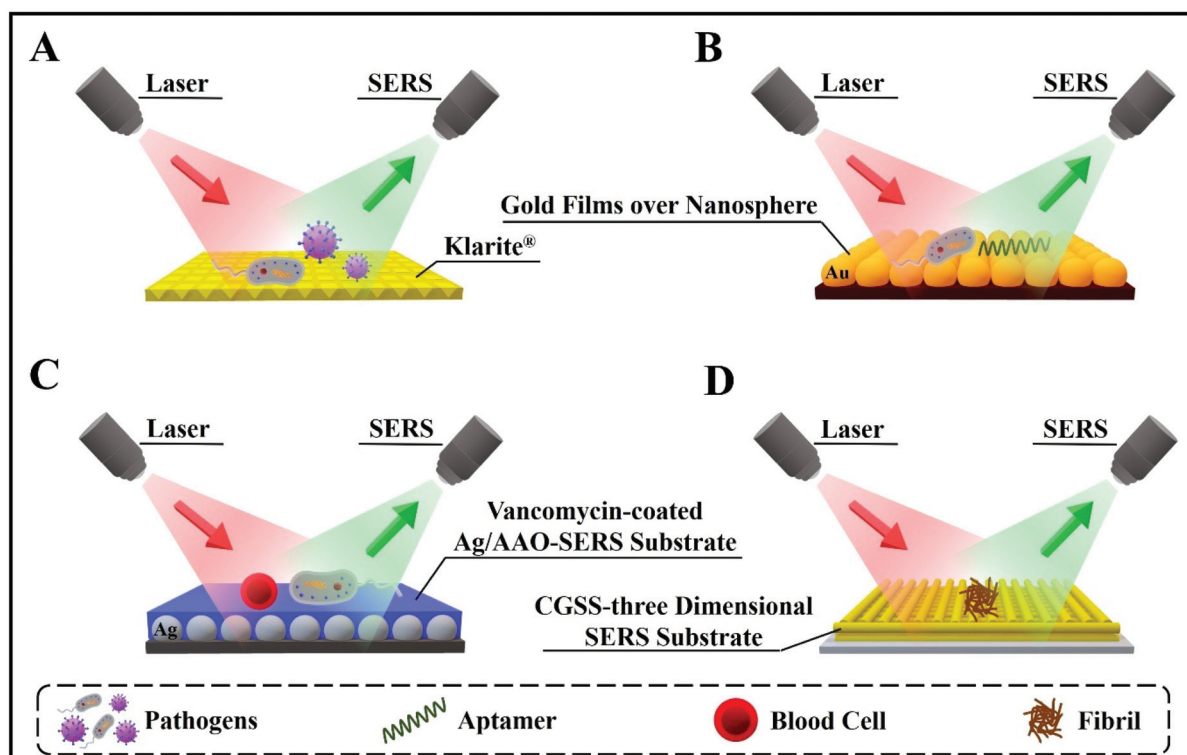 A
Laser
SERS
Klarite®
B
Laser
SERS
Gold Films over Nanosphere
Au
C
Laser
SERS
Vancomycin-coated
Ag/AAO-SERS Substrate
Ag
D
Laser
SERS
CGSS-three Dimensional
SERS Substrate
Pathogens
Aptamer
Blood Cell
Fibril